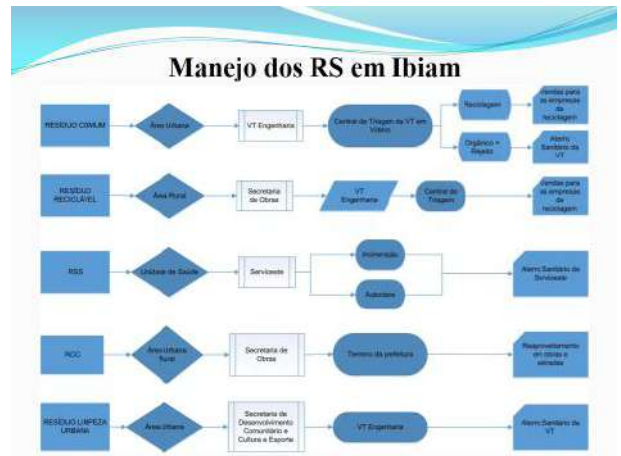 Manejo dos RS em Ibiam
RESÍDUO COMUM
Área Urbana
VT Engenharia
Central de Triagem da VT em
Videira
Reciclagem
Vendas para
as empresas
de
reciclagem
Orgânico +
Rejeito
Aterro
Sanitário da
VT
RESÍDUO
RECICLÁVEL
Área Rural
Secretaria
de Obras
VT
Engenharia
Central de
Triagem
Vendas para
as empresas
de
reciclagem
RSS
Unidade de Saúde
Servioeste
Incineração
Autoclave
Aterro Sanitário da
Servioeste
RCC
Área Urbana
Rural
Secretaria de
Obras
Terreno da prefeitura
Reaproveitamento
em obras e
estradas
RESÍDUO LIMPEZA
URBANA
Área Urbana
Secretaria de
Desenvolvimento
Comunitário e
Cultura e Esporte
VT Engenharia
Aterro Sanitário da
VT